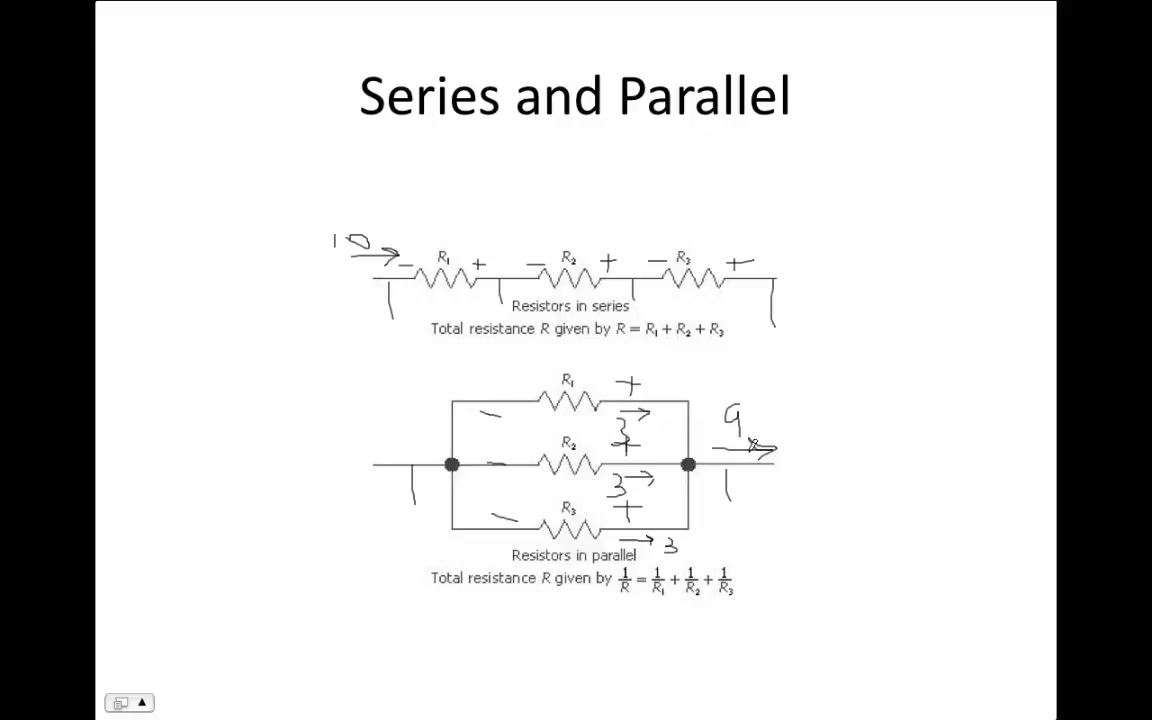 Series and Parallel
10
− R₁ + − R₂ + − R₃ +
Resistors in series
Total resistance R given by R = R₁ + R₂ + R₃
R₁ +
−
3
9
R₂ +
−
3
R₃ +
−
3
Resistors in parallel
Total resistance R given by 1/R = 1/R₁ + 1/R₂ + 1/R₃